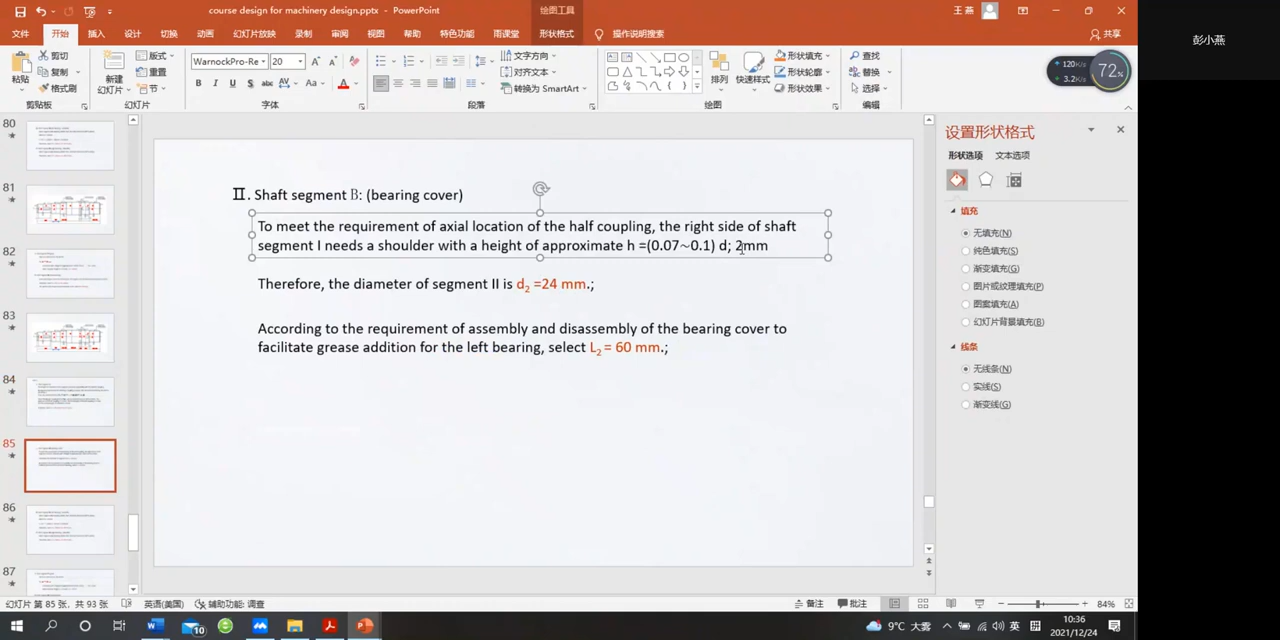 course design for machinery design.pptx - PowerPoint
绘图工具
王 燕
文件 开始 插入 设计 切换 动画 幻灯片放映 录制 审阅 视图 帮助 特色功能 雨课堂 形状格式 操作说明搜索 共享
彭小燕
剪切
复制
格式刷
粘贴
剪贴板
新建
幻灯片
版式
重置
节
幻灯片
WarnockPro-Re 20
B I U S abc AV Aa A
字体
文字方向
对齐文本
转换为 SmartArt
段落
排列
快速样式
形状填充
形状轮廓
形状效果
绘图
查找
替换
选择
编辑
120K/s
3.2K/s
72%
80
81
82
83
84
85
86
87
Ⅱ. Shaft segment B: (bearing cover)
To meet the requirement of axial location of the half coupling, the right side of shaft
segment I needs a shoulder with a height of approximate h =(0.07~0.1) d; 2mm
Therefore, the diameter of segment II is d2 =24 mm.;
According to the requirement of assembly and disassembly of the bearing cover to
facilitate grease addition for the left bearing, select L2 = 60 mm.;
设置形状格式
形状选项 文本选项
填充
无填充(N)
纯色填充(S)
渐变填充(G)
图片或纹理填充(P)
图案填充(A)
幻灯片背景填充(B)
线条
无线条(N)
实线(S)
渐变线(G)
幻灯片 第 85 张，共 93 张 英语(美国) 辅助功能: 调查 备注 批注 84%
10
9°C 大雾 英
10:36
2021/12/24